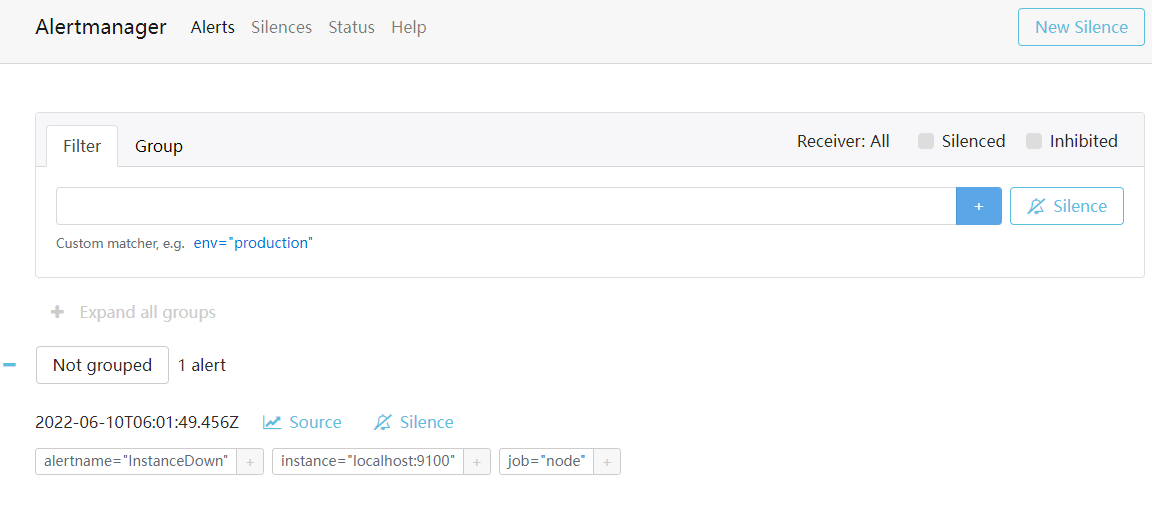 Alertmanager Alerts Silences Status Help New Silence
Filter Group Receiver: All Silenced Inhibited
+ Silence
Custom matcher, e.g. env="production"
+ Expand all groups
Not grouped 1 alert
2022-06-10T06:01:49.456Z Source Silence
alertname="InstanceDown" + instance="localhost:9100" + job="node" +